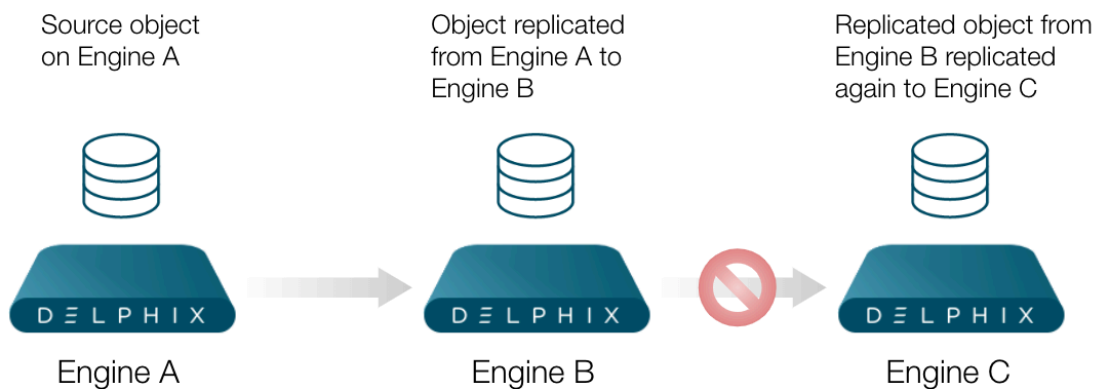 Source object
on Engine A
Object replicated
from Engine A to
Engine B
Replicated object from
Engine B replicated
again to Engine C
DELPHIX
DELPHIX
DELPHIX
Engine A
Engine B
Engine C